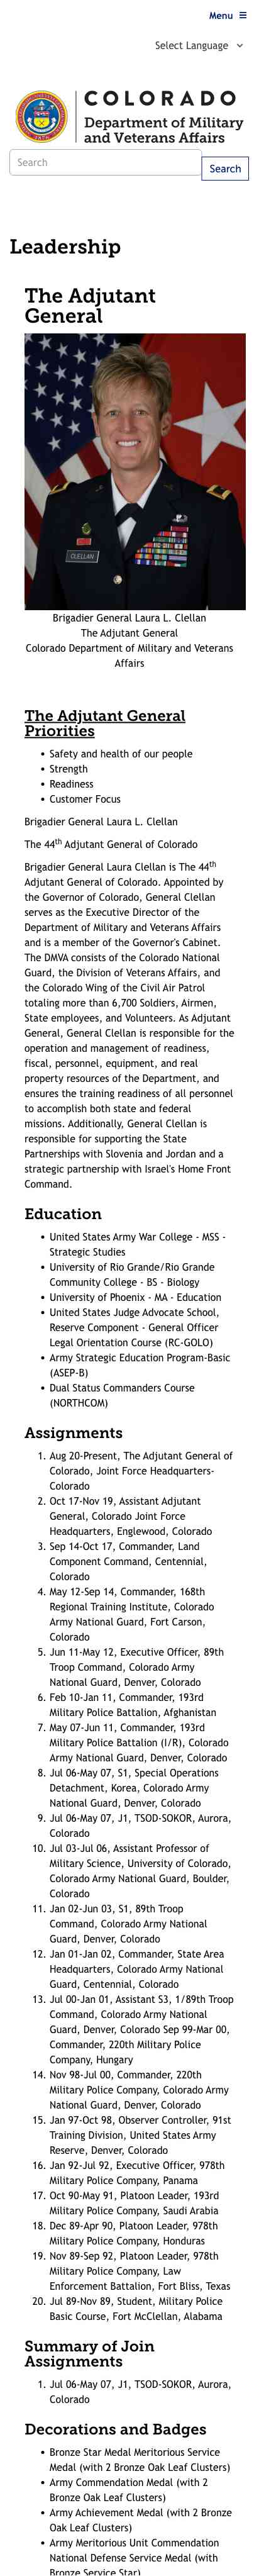 Menu ≡
Select Language
COLORADO
Department of Military
and Veterans Affairs
Search
Search
Leadership
The Adjutant
General
CLELLAN
Brigadier General Laura L. Clellan
The Adjutant General
Colorado Department of Military and Veterans
Affairs
The Adjutant General
Priorities
• Safety and health of our people
• Strength
• Readiness
• Customer Focus
Brigadier General Laura L. Clellan
The 44th Adjutant General of Colorado
Brigadier General Laura Clellan is The 44th
Adjutant General of Colorado. Appointed by
the Governor of Colorado, General Clellan
serves as the Executive Director of the
Department of Military and Veterans Affairs
and is a member of the Governor's Cabinet.
The DMVA consists of the Colorado National
Guard, the Division of Veterans Affairs, and
the Colorado Wing of the Civil Air Patrol
totaling more than 6,700 Soldiers, Airmen,
State employees, and Volunteers. As Adjutant
General, General Clellan is responsible for the
operation and management of readiness,
fiscal, personnel, equipment, and real
property resources of the Department, and
ensures the training readiness of all personnel
to accomplish both state and federal
missions. Additionally, General Clellan is
responsible for supporting the State
Partnerships with Slovenia and Jordan and a
strategic partnership with Israel's Home Front
Command.
Education
• United States Army War College - MSS -
Strategic Studies
• University of Rio Grande/Rio Grande
Community College - BS - Biology
• University of Phoenix - MA - Education
• United States Judge Advocate School,
Reserve Component - General Officer
Legal Orientation Course (RC-GOLO)
• Army Strategic Education Program-Basic
(ASEP-B)
• Dual Status Commanders Course
(NORTHCOM)
Assignments
1. Aug 20-Present, The Adjutant General of
Colorado, Joint Force Headquarters-
Colorado
2. Oct 17-Nov 19, Assistant Adjutant
General, Colorado Joint Force
Headquarters, Englewood, Colorado
3. Sep 14-Oct 17, Commander, Land
Component Command, Centennial,
Colorado
4. May 12-Sep 14, Commander, 168th
Regional Training Institute, Colorado
Army National Guard, Fort Carson,
Colorado
5. Jun 11-May 12, Executive Officer, 89th
Troop Command, Colorado Army
National Guard, Denver, Colorado
6. Feb 10-Jan 11, Commander, 193rd
Military Police Battalion, Afghanistan
7. May 07-Jun 11, Commander, 193rd
Military Police Battalion (I/R), Colorado
Army National Guard, Denver, Colorado
8. Jul 06-May 07, S1, Special Operations
Detachment, Korea, Colorado Army
National Guard, Denver, Colorado
9. Jul 06-May 07, J1, TSOD-SOKOR, Aurora,
Colorado
10. Jul 03-Jul 06, Assistant Professor of
Military Science, University of Colorado,
Colorado Army National Guard, Boulder,
Colorado
11. Jan 02-Jun 03, S1, 89th Troop
Command, Colorado Army National
Guard, Denver, Colorado
12. Jan 01-Jan 02, Commander, State Area
Headquarters, Colorado Army National
Guard, Centennial, Colorado
13. Jul 00-Jan 01, Assistant S3, 1/89th Troop
Command, Colorado Army National
Guard, Denver, Colorado Sep 99-Mar 00,
Commander, 220th Military Police
Company, Hungary
14. Nov 98-Jul 00, Commander, 220th
Military Police Company, Colorado Army
National Guard, Denver, Colorado
15. Jan 97-Oct 98, Observer Controller, 91st
Training Division, United States Army
Reserve, Denver, Colorado
16. Jan 92-Jul 92, Executive Officer, 978th
Military Police Company, Panama
17. Oct 90-May 91, Platoon Leader, 193rd
Military Police Company, Saudi Arabia
18. Dec 89-Apr 90, Platoon Leader, 978th
Military Police Company, Honduras
19. Nov 89-Sep 92, Platoon Leader, 978th
Military Police Company, Law
Enforcement Battalion, Fort Bliss, Texas
20. Jul 89-Nov 89, Student, Military Police
Basic Course, Fort McClellan, Alabama
Summary of Join
Assignments
1. Jul 06-May 07, J1, TSOD-SOKOR, Aurora,
Colorado
Decorations and Badges
• Bronze Star Medal Meritorious Service
Medal (with 2 Bronze Oak Leaf Clusters)
• Army Commendation Medal (with 2
Bronze Oak Leaf Clusters)
• Army Achievement Medal (with 2 Bronze
Oak Leaf Clusters)
• Army Meritorious Unit Commendation
National Defense Service Medal (with
Bronze Service Star)